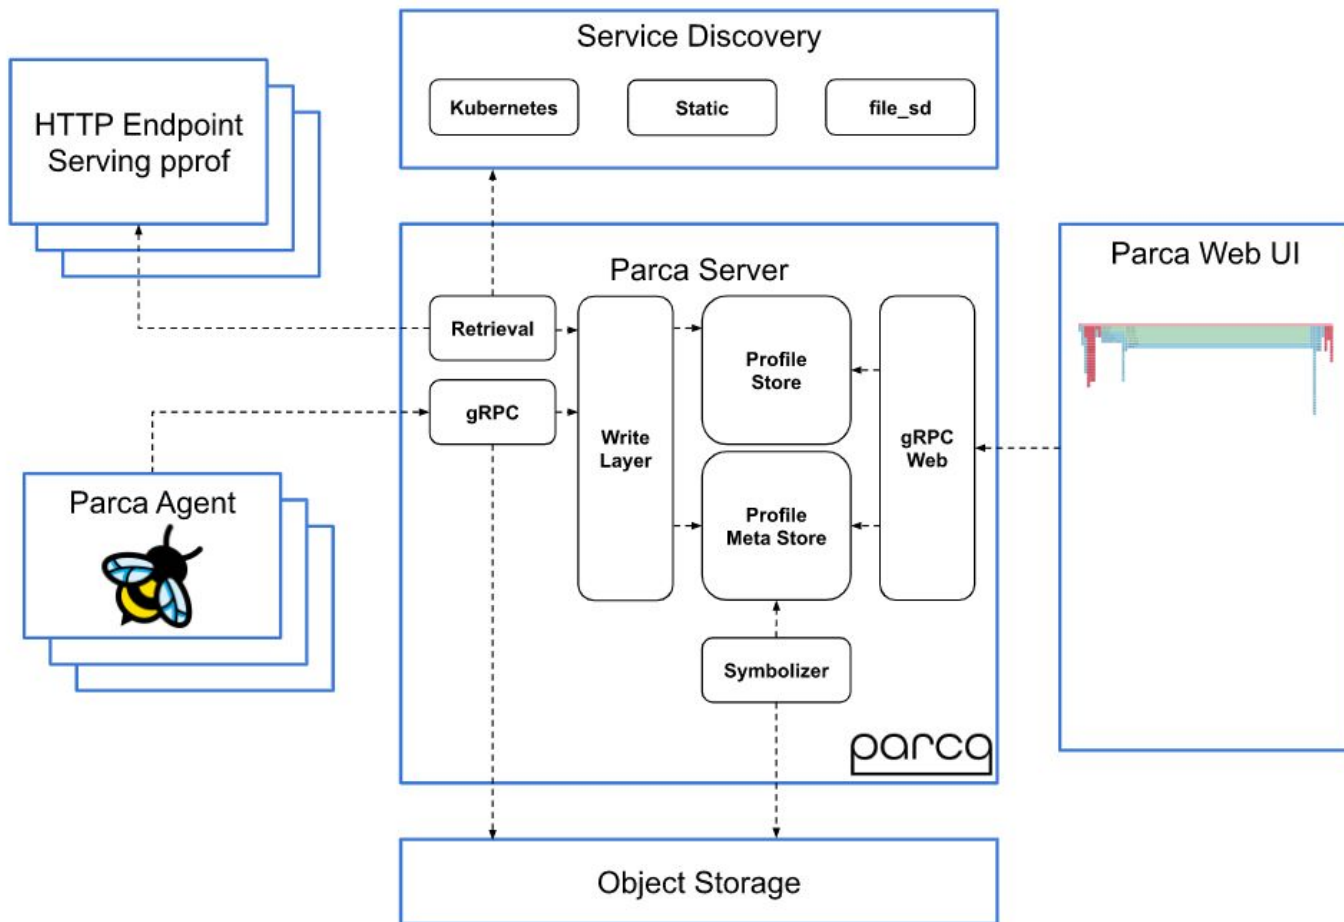 Service Discovery
Kubernetes
Static
file_sd
HTTP Endpoint
Serving pprof
Parca Server
Retrieval
gRPC
Write
Layer
Profile
Store
Profile
Meta Store
gRPC
Web
Symbolizer
parca
Parca Web UI
Parca Agent
Object Storage